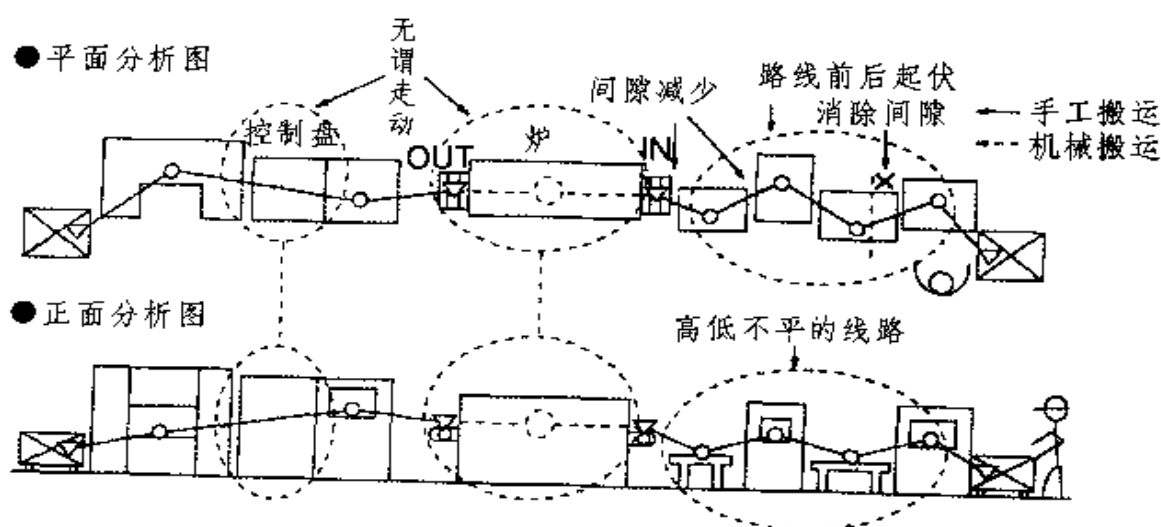 ●平面分析图
无谓走动
控制盘
OUT
炉
IN
间隙减少
路线前后起伏
消除间隙
手工搬运
机械搬运
●正面分析图
高低不平的线路